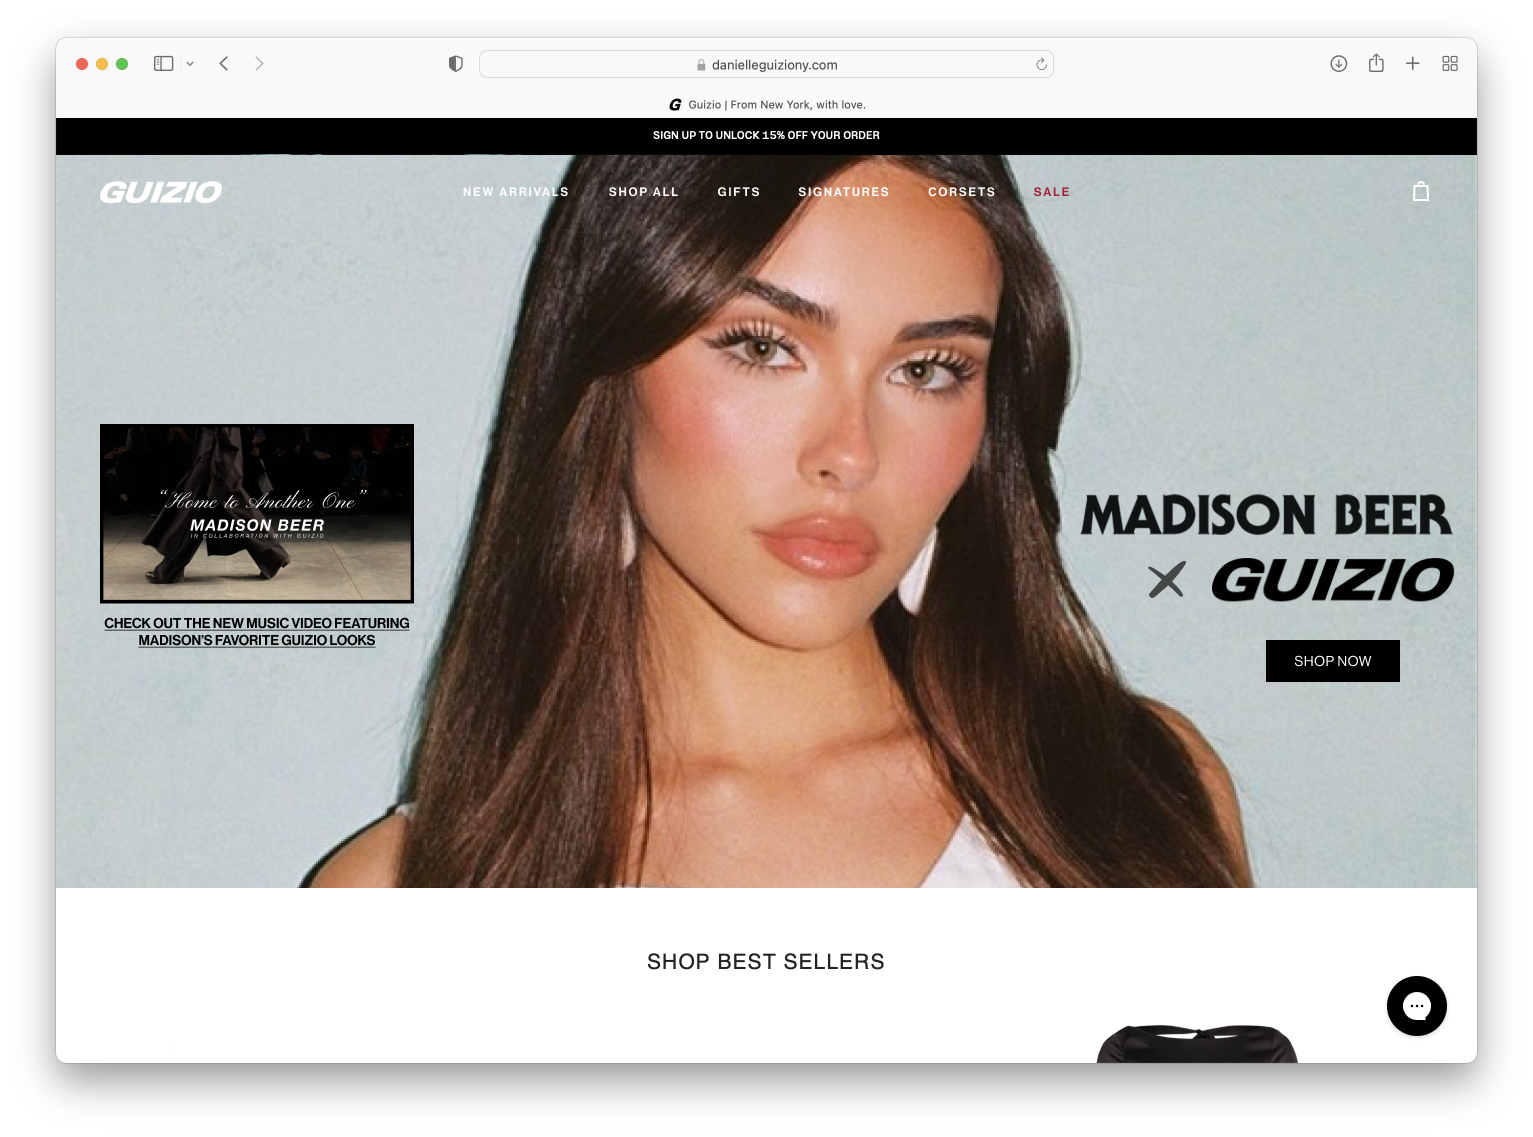 danielleguiziony.com
G Guizio | From New York, with love.
SIGN UP TO UNLOCK 15% OFF YOUR ORDER
GUIZIO
NEW ARRIVALS SHOP ALL GIFTS SIGNATURES CORSETS SALE
“Home to Another One”
MADISON BEER
IN COLLABORATION WITH GUIZIO
CHECK OUT THE NEW MUSIC VIDEO FEATURING
MADISON'S FAVORITE GUIZIO LOOKS
MADISON BEER
X GUIZIO
SHOP NOW
SHOP BEST SELLERS